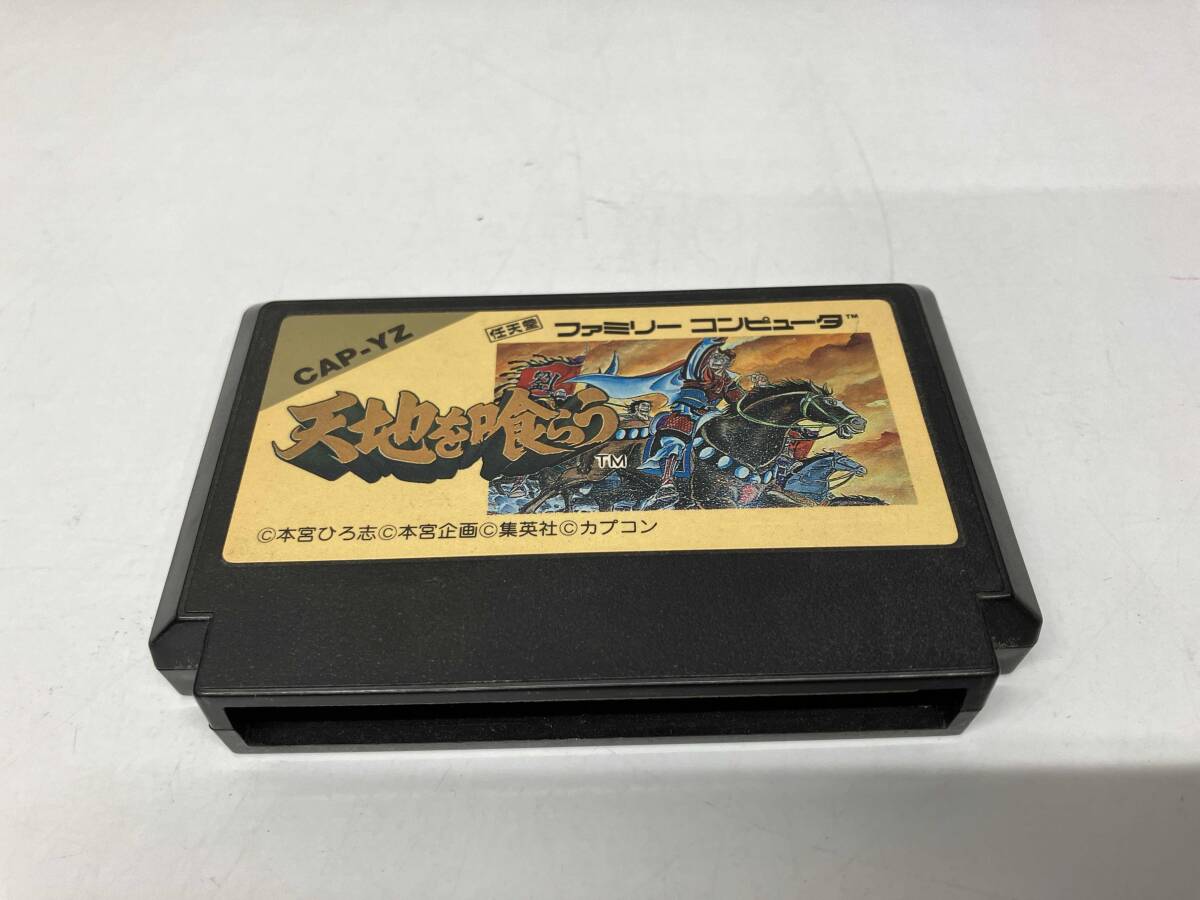 CAP-YZ
任天堂 ファミリー コンピュータ™
天地を喰らう
TM
©本宮ひろ志©本宮企画©集英社©カプコン